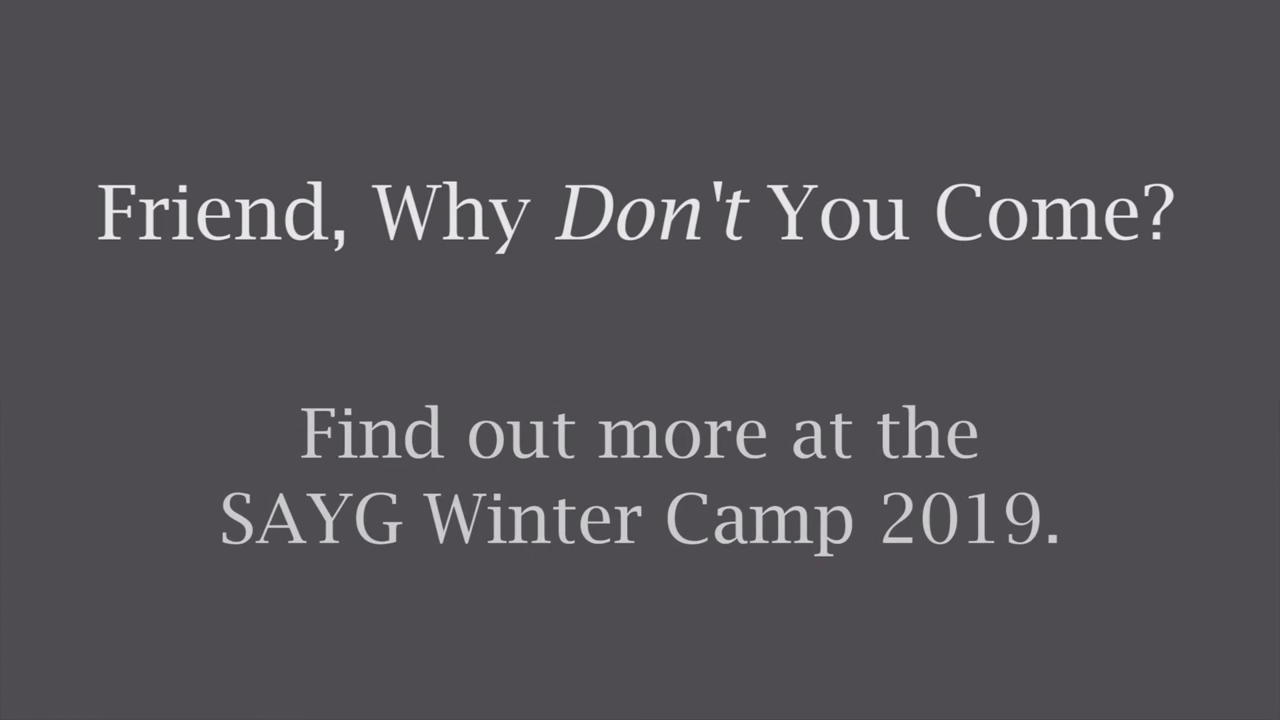 Friend, Why Don't You Come?
Find out more at the
SAYG Winter Camp 2019.